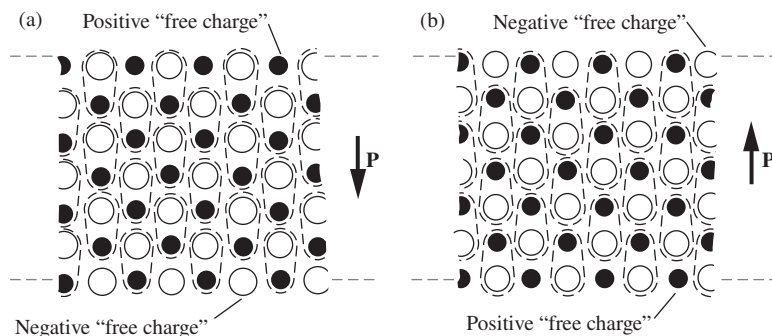 (a)
Positive “free charge”
P
Negative “free charge”
(b)
Negative “free charge”
P
Positive “free charge”